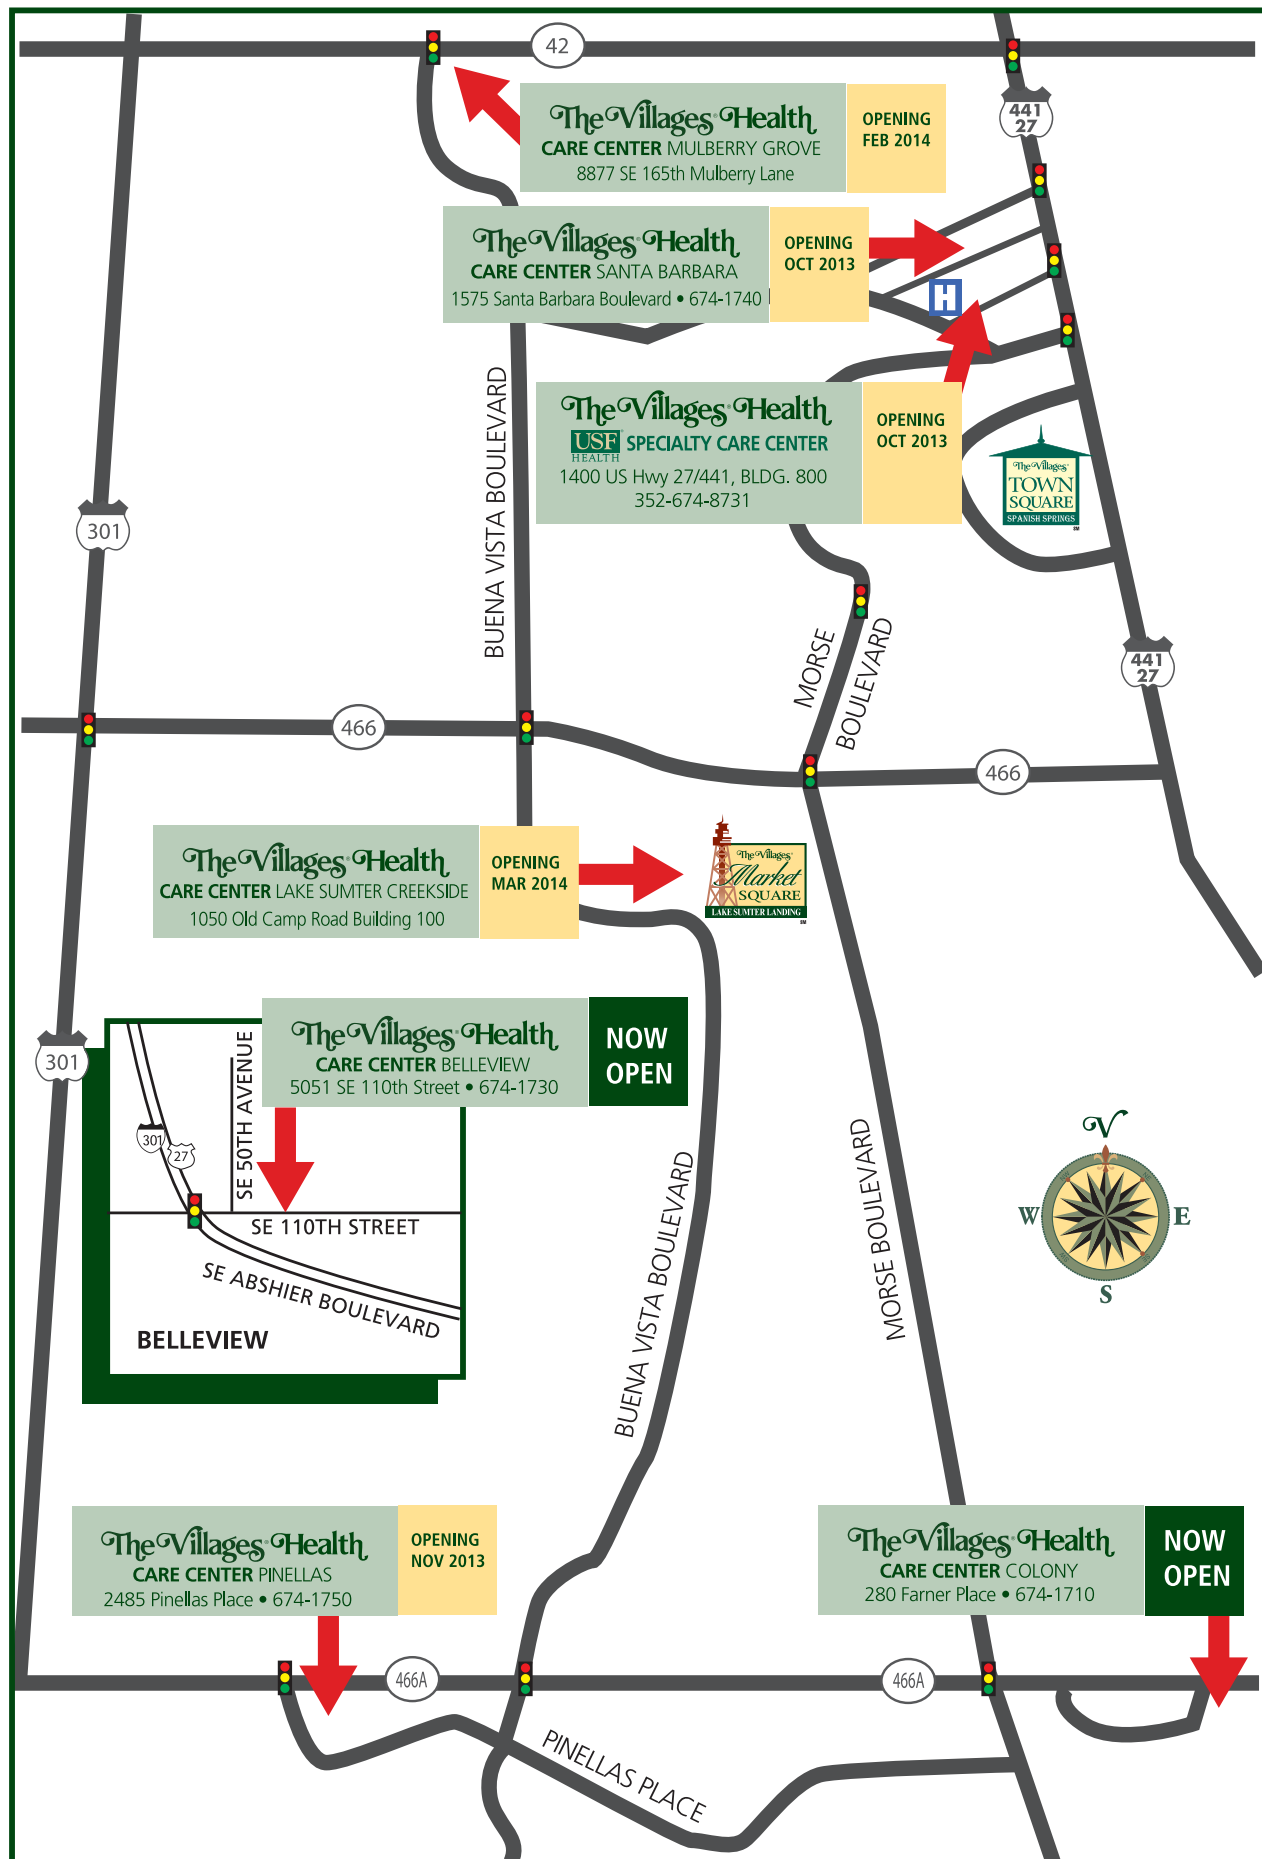 42
441
27
The Villages® Health
CARE CENTER MULBERRY GROVE
8877 SE 165th Mulberry Lane
OPENING
FEB 2014
The Villages® Health
CARE CENTER SANTA BARBARA
1575 Santa Barbara Boulevard • 674-1740
OPENING
OCT 2013
H
The Villages® Health
USF HEALTH SPECIALTY CARE CENTER
1400 US Hwy 27/441, BLDG. 800
352-674-8731
OPENING
OCT 2013
The Villages®
TOWN
SQUARE
SPANISH SPRINGS
SM
301
BUENA VISTA BOULEVARD
MORSE
BOULEVARD
441
27
466
466
The Villages® Health
CARE CENTER LAKE SUMTER CREEKSIDE
1050 Old Camp Road Building 100
OPENING
MAR 2014
The Villages®
Market
SQUARE
LAKE SUMTER LANDING
SM
301
The Villages® Health
CARE CENTER BELLEVIEW
5051 SE 110th Street • 674-1730
NOW
OPEN
SE 50TH AVENUE
301
27
SE 110TH STREET
SE ABSHIER BOULEVARD
BELLEVIEW
BUENA VISTA BOULEVARD
MORSE BOULEVARD
V
W
E
S
The Villages® Health
CARE CENTER PINELLAS
2485 Pinellas Place • 674-1750
OPENING
NOV 2013
The Villages® Health
CARE CENTER COLONY
280 Farner Place • 674-1710
NOW
OPEN
466A
466A
PINELLAS PLACE